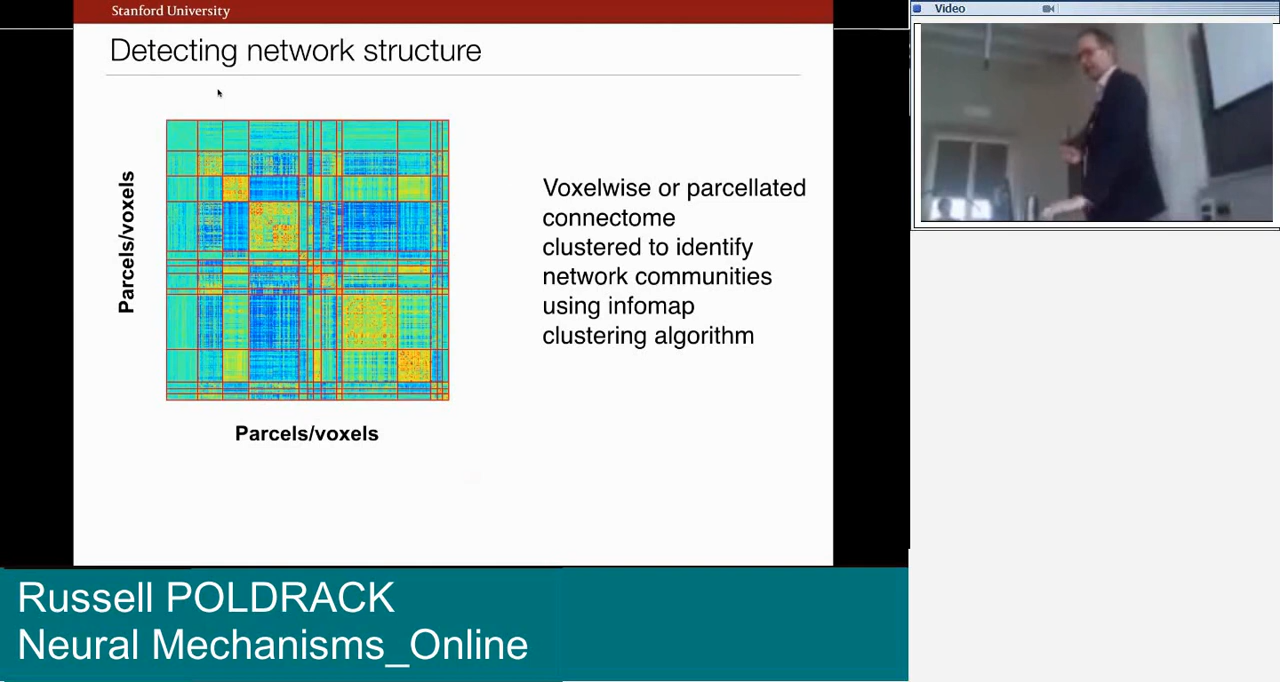 Stanford University
Detecting network structure
Parcels/voxels
Parcels/voxels
Voxelwise or parcellated
connectome
clustered to identify
network communities
using infomap
clustering algorithm
Video
Russell POLDRACK
Neural Mechanisms_Online